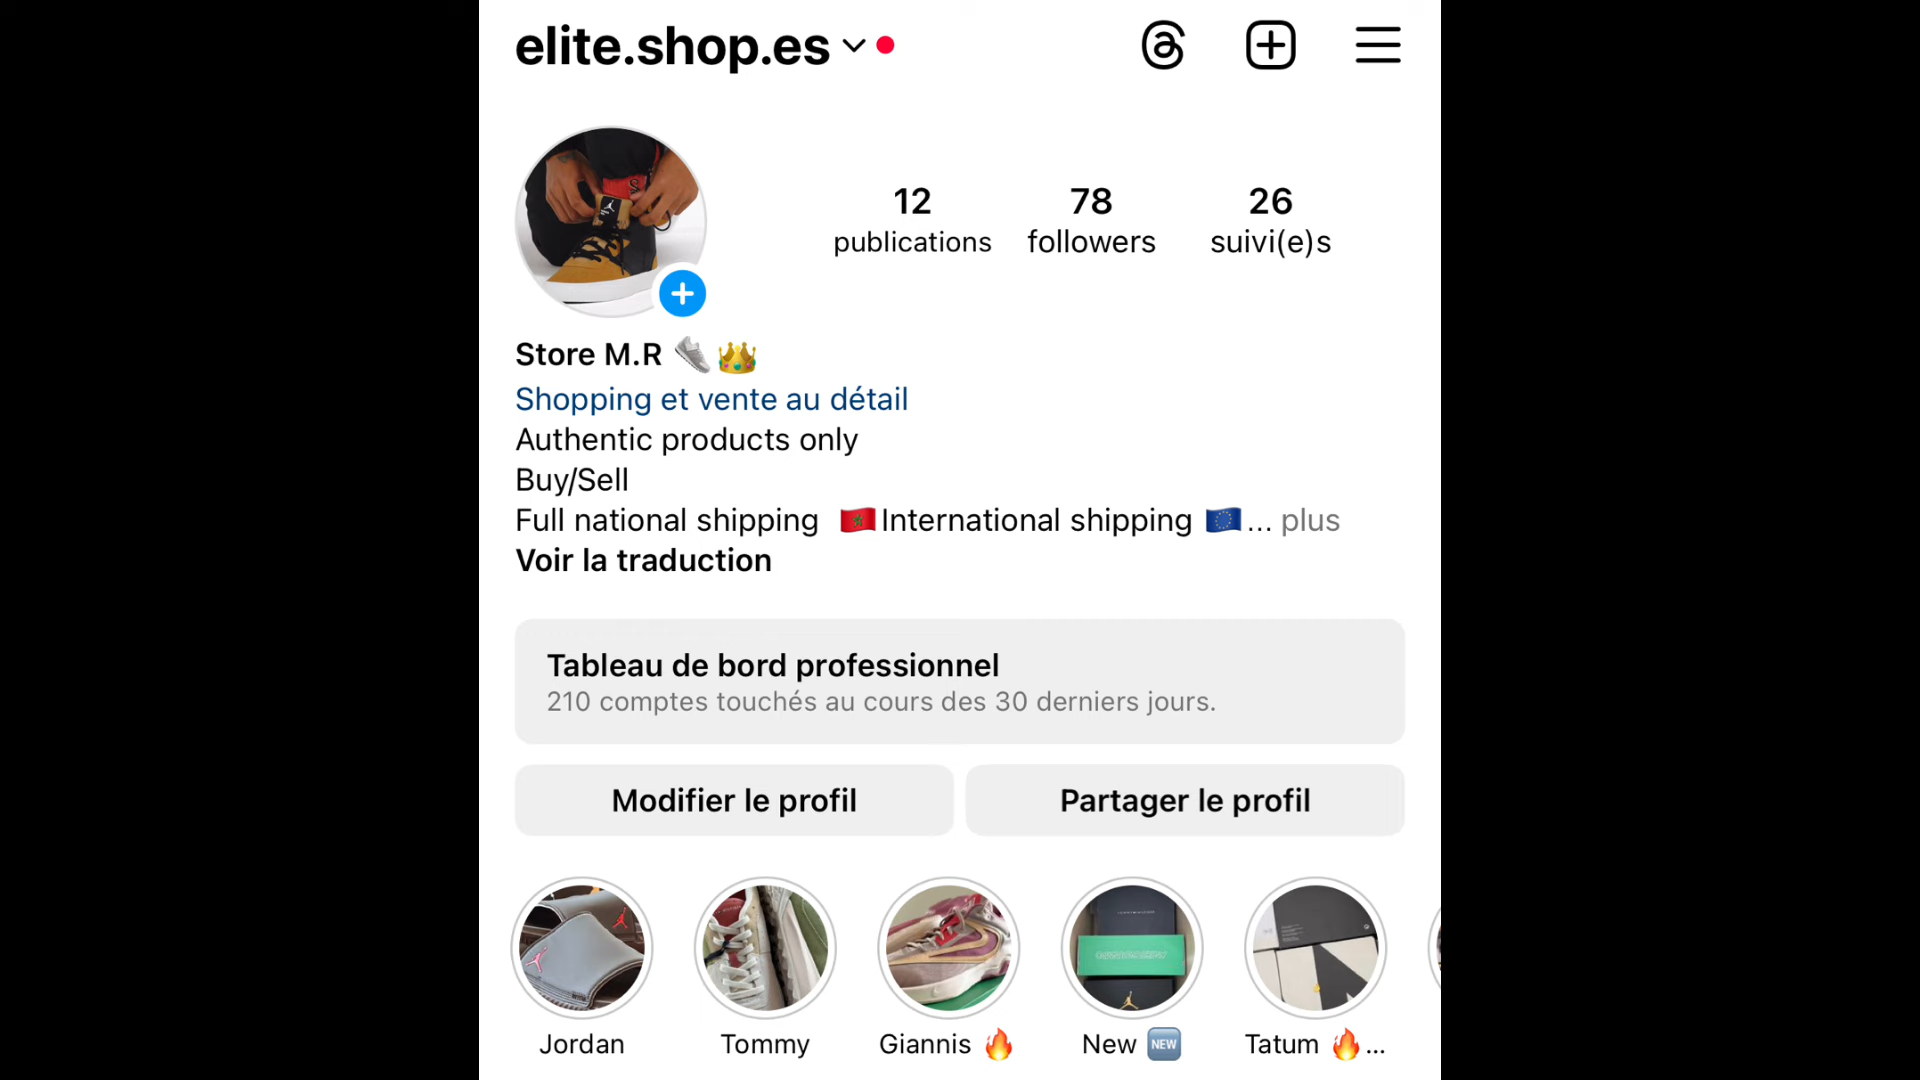 elite.shop.es
12 78 26
publications followers suivi(e)s
Store M.R 👟👑
Shopping et vente au détail
Authentic products only
Buy/Sell
Full national shipping 🇲🇦International shipping 🇪🇺... plus
Voir la traduction
Tableau de bord professionnel
210 comptes touchés au cours des 30 derniers jours.
Modifier le profil Partager le profil
Jordan Tommy Giannis 🔥 New 🆕 Tatum 🔥...